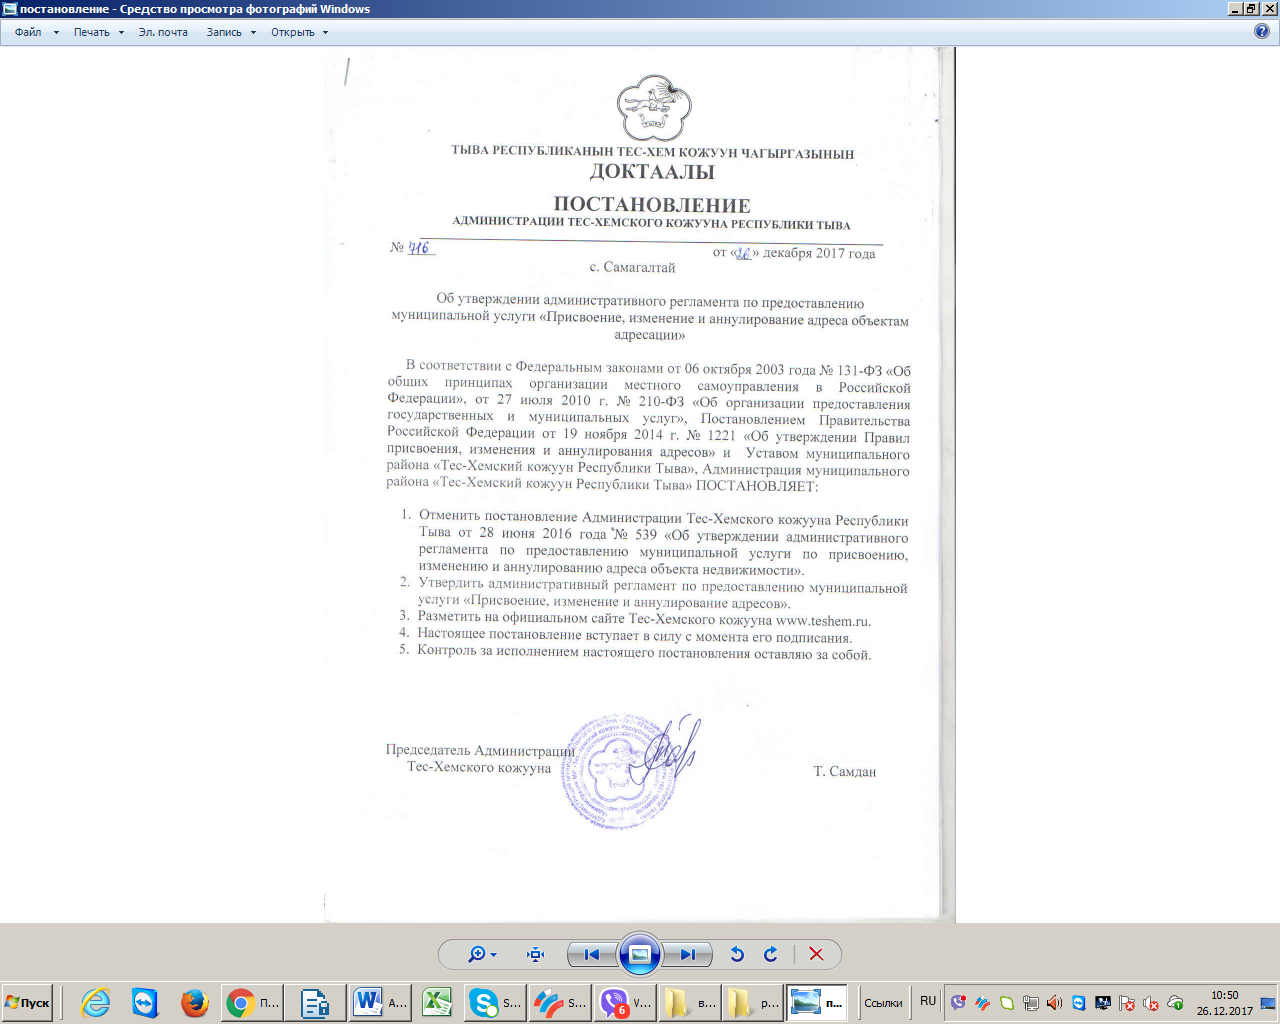 постановление - Средство просмотра фотографий Windows
Файл Печать Эл. почта Запись Открыть
ТЫВА РЕСПУБЛИКАНЫН ТЕС-ХЕМ КОЖУУН ЧАГЫРГАЗЫНЫН
ДОКТААЛЫ
ПОСТАНОВЛЕНИЕ
АДМИНИСТРАЦИИ ТЕС-ХЕМСКОГО КОЖУУНА РЕСПУБЛИКИ ТЫВА
№ 716 от «26» декабря 2017 года
с. Самагалтай
Об утверждении административного регламента по предоставлению
муниципальной услуги «Присвоение, изменение и аннулирование адреса объектам
адресации»
В соответствии с Федеральным законами от 06 октября 2003 года № 131-ФЗ «Об
общих принципах организации местного самоуправления в Российской
Федерации», от 27 июля 2010 г. № 210-ФЗ «Об организации предоставления
государственных и муниципальных услуг», Постановлением Правительства
Российской Федерации от 19 ноября 2014 г. № 1221 «Об утверждении Правил
присвоения, изменения и аннулирования адресов» и Уставом муниципального
района «Тес-Хемский кожуун Республики Тыва», Администрация муниципального
района «Тес-Хемский кожуун Республики Тыва» ПОСТАНОВЛЯЕТ:
1. Отменить постановление Администрации Тес-Хемского кожууна Республики
Тыва от 28 июня 2016 года № 539 «Об утверждении административного
регламента по предоставлению муниципальной услуги по присвоению,
изменению и аннулированию адреса объекта недвижимости».
2. Утвердить административный регламент по предоставлению муниципальной
услуги «Присвоение, изменение и аннулирование адресов».
3. Разметить на официальном сайте Тес-Хемского кожууна www.teshem.ru.
4. Настоящее постановление вступает в силу с момента его подписания.
5. Контроль за исполнением настоящего постановления оставляю за собой.
Председатель Администрации
Тес-Хемского кожууна Т. Самдан
Пуск П... А... S... S... V... 6 в... р... п... Ссылки RU 10:50
26.12.2017